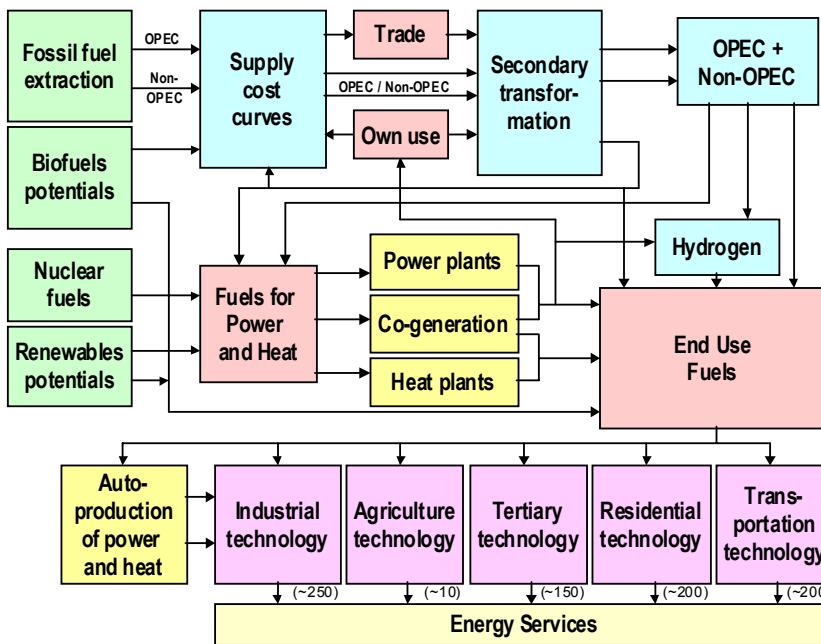 Fossil fuel
extraction
OPEC
Non-
OPEC
Supply
cost
curves
Trade
OPEC / Non-OPEC
Own use
Secondary
transfor-
mation
OPEC +
Non-OPEC
Biofuels
potentials
Nuclear
fuels
Renewables
potentials
Fuels for
Power
and Heat
Power plants
Co-generation
Heat plants
Hydrogen
End Use
Fuels
Auto-
production
of power
and heat
Industrial
technology
Agriculture
technology
Tertiary
technology
Residential
technology
Trans-
portation
technology
(~250)
(~10)
(~150)
(~200)
(~200
Energy Services